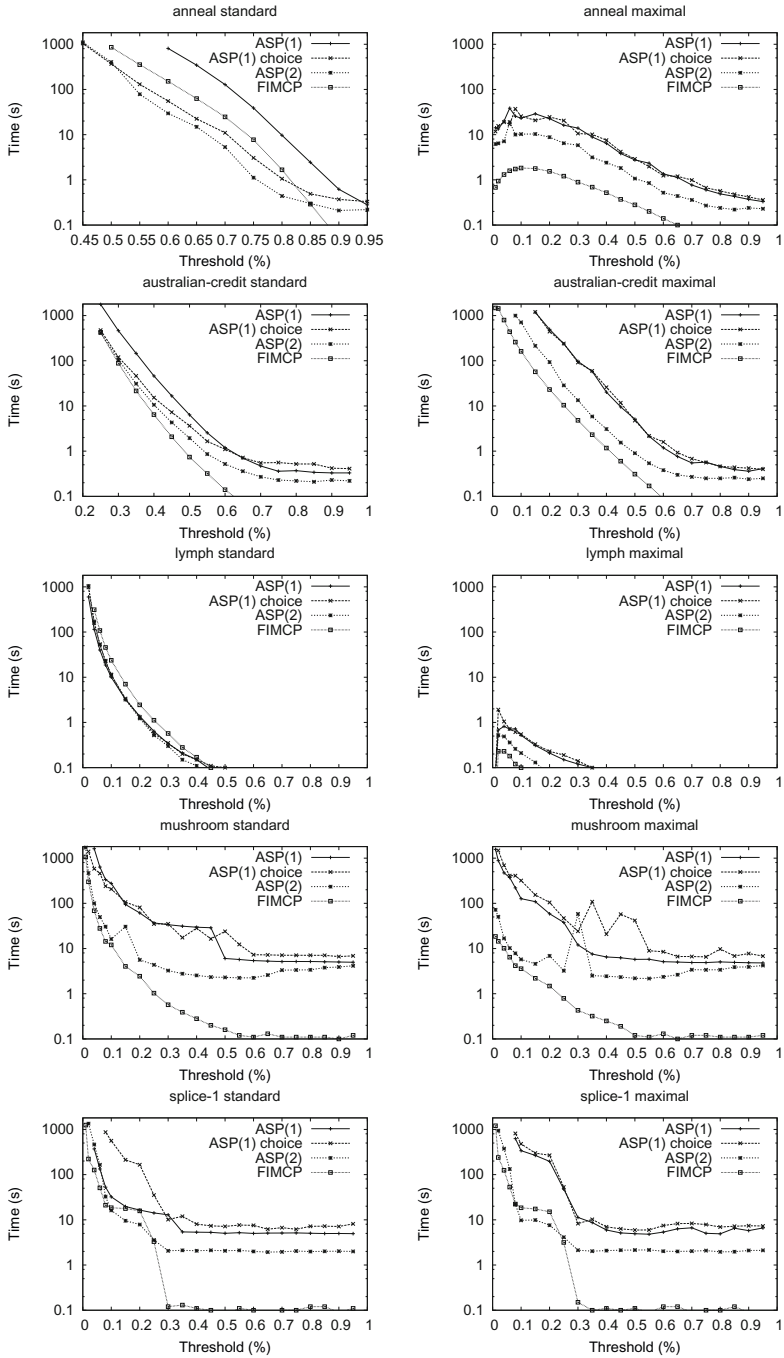 anneal standard
Time (s)
1000
100
10
1
0.1
0.45 0.5 0.55 0.6 0.65 0.7 0.75 0.8 0.85 0.9 0.95
Threshold (%)
ASP(1)
ASP(1) choice
ASP(2)
FIMCP
anneal maximal
Time (s)
1000
100
10
1
0.1
0 0.1 0.2 0.3 0.4 0.5 0.6 0.7 0.8 0.9 1
Threshold (%)
ASP(1)
ASP(1) choice
ASP(2)
FIMCP
australian-credit standard
Time (s)
1000
100
10
1
0.1
0.2 0.3 0.4 0.5 0.6 0.7 0.8 0.9 1
Threshold (%)
ASP(1)
ASP(1) choice
ASP(2)
FIMCP
australian-credit maximal
Time (s)
1000
100
10
1
0.1
0 0.1 0.2 0.3 0.4 0.5 0.6 0.7 0.8 0.9 1
Threshold (%)
ASP(1)
ASP(1) choice
ASP(2)
FIMCP
lymph standard
Time (s)
1000
100
10
1
0.1
0 0.1 0.2 0.3 0.4 0.5 0.6 0.7 0.8 0.9 1
Threshold (%)
ASP(1)
ASP(1) choice
ASP(2)
FIMCP
lymph maximal
Time (s)
1000
100
10
1
0.1
0 0.1 0.2 0.3 0.4 0.5 0.6 0.7 0.8 0.9 1
Threshold (%)
ASP(1)
ASP(1) choice
ASP(2)
FIMCP
mushroom standard
Time (s)
1000
100
10
1
0.1
0 0.1 0.2 0.3 0.4 0.5 0.6 0.7 0.8 0.9 1
Threshold (%)
ASP(1)
ASP(1) choice
ASP(2)
FIMCP
mushroom maximal
Time (s)
1000
100
10
1
0.1
0 0.1 0.2 0.3 0.4 0.5 0.6 0.7 0.8 0.9 1
Threshold (%)
ASP(1)
ASP(1) choice
ASP(2)
FIMCP
splice-1 standard
Time (s)
1000
100
10
1
0.1
0 0.1 0.2 0.3 0.4 0.5 0.6 0.7 0.8 0.9 1
Threshold (%)
ASP(1)
ASP(1) choice
ASP(2)
FIMCP
splice-1 maximal
Time (s)
1000
100
10
1
0.1
0 0.1 0.2 0.3 0.4 0.5 0.6 0.7 0.8 0.9 1
Threshold (%)
ASP(1)
ASP(1) choice
ASP(2)
FIMCP